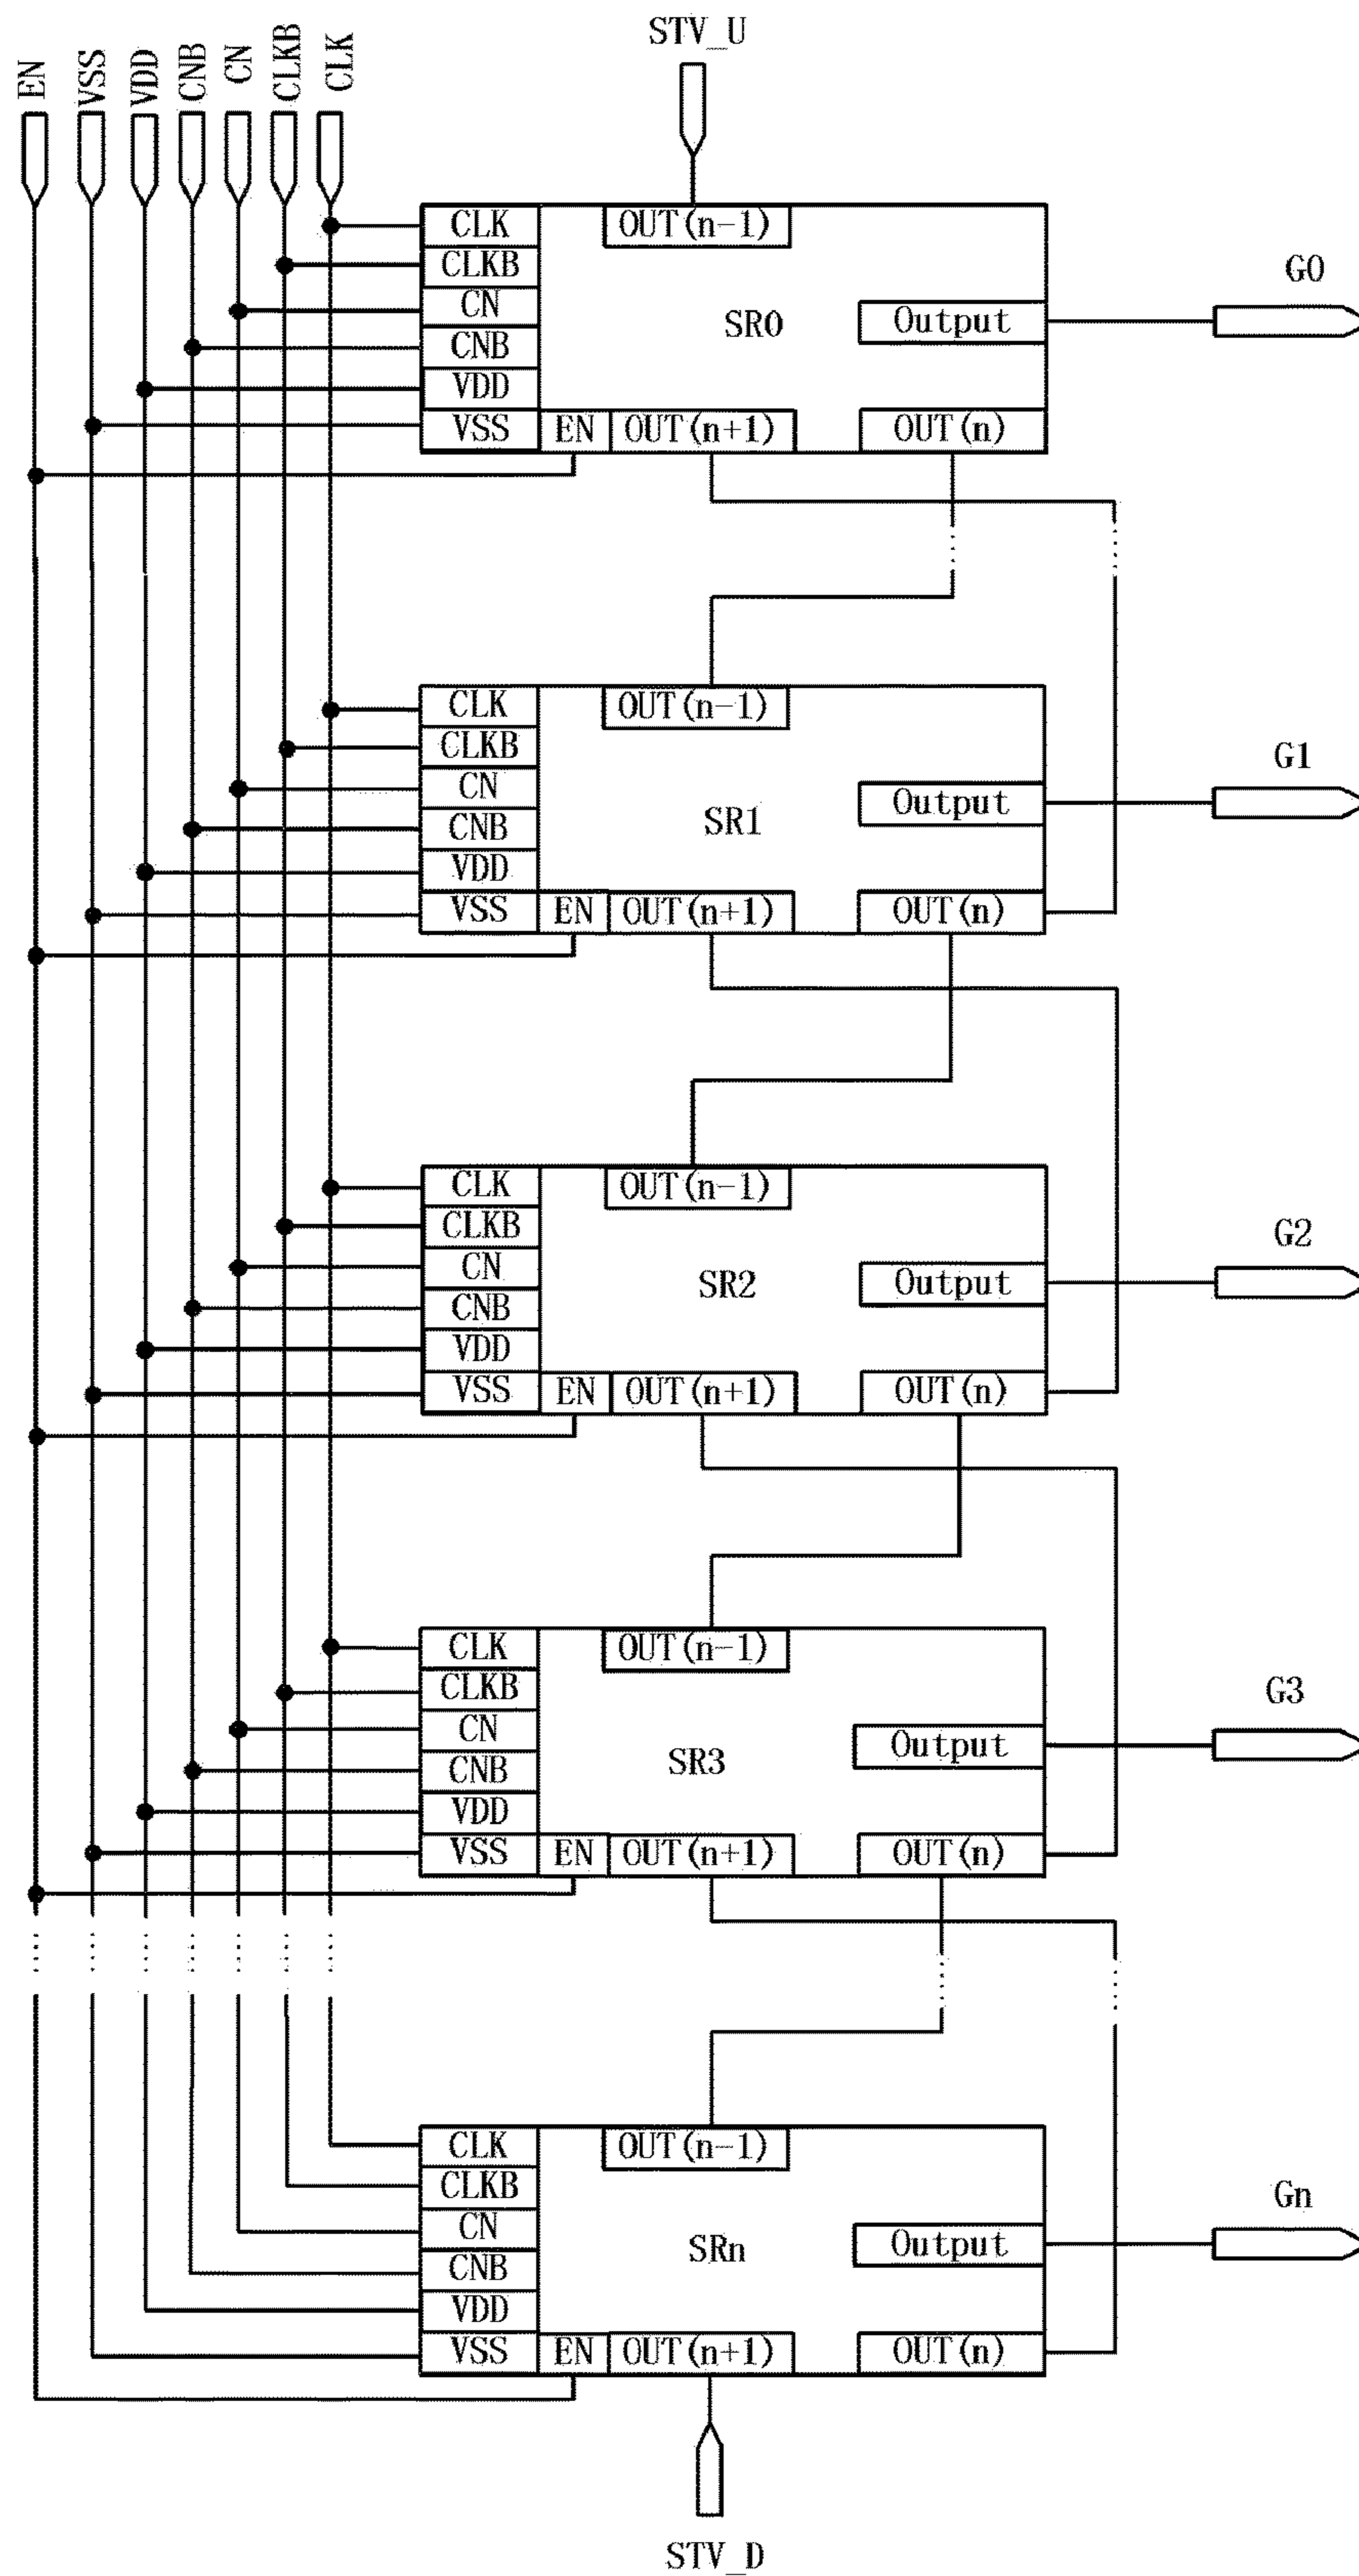 STV_U
EN
VSS
VDD
CNB
CN
CLKB
CLK
CLK
OUT(n-1)
CLKB
G0
CN
SR0
Output
CNB
VDD
VSS
EN
OUT(n+1)
OUT(n)
CLK
OUT(n-1)
CLKB
G1
CN
Output
SR1
CNB
VDD
VSS
EN
OUT(n+1)
OUT(n)
CLK
OUT(n-1)
CLKB
G2
CN
SR2
Output
CNB
VDD
VSS
EN
OUT(n+1)
OUT(n)
CLK
OUT(n-1)
CLKB
G3
CN
Output
SR3
CNB
VDD
VSS
EN
OUT(n+1)
OUT(n)
CLK
OUT(n-1)
CLKB
Gn
CN
Output
SRn
CNB
VDD
VSS
EN
OUT(n+1)
OUT(n)
STV_D